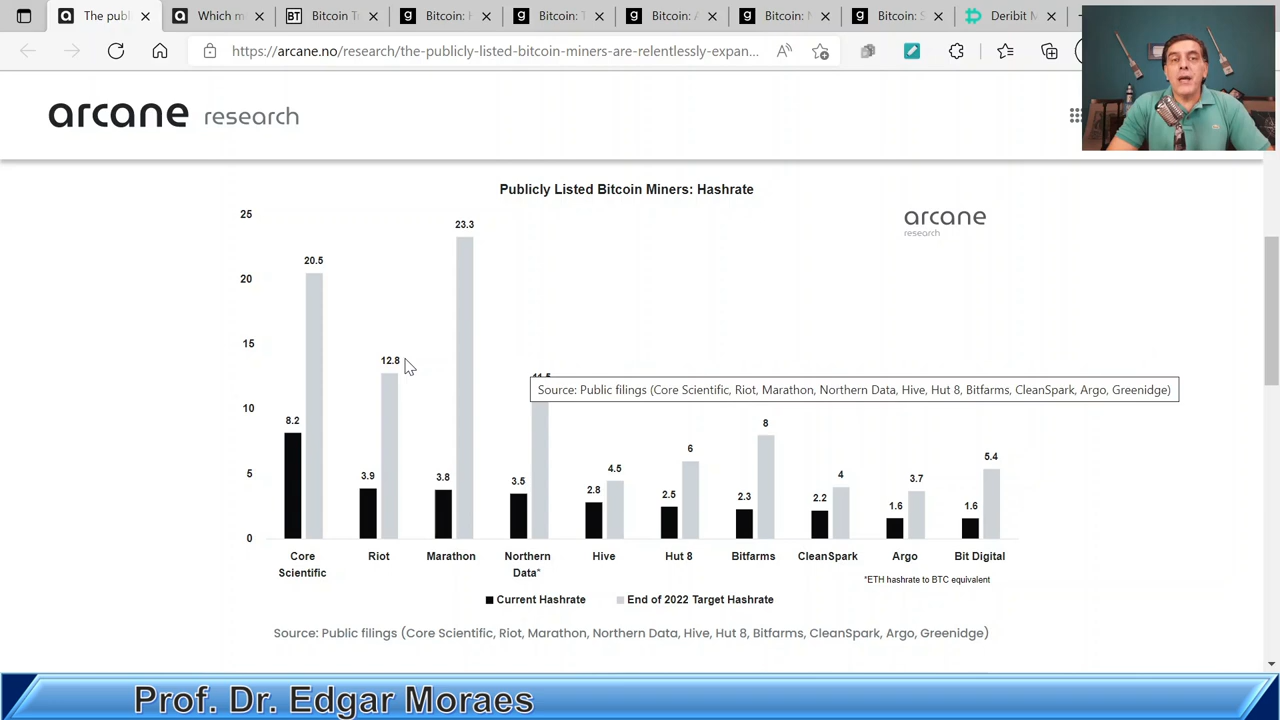 The publ
Which m
Bitcoin Tr
Bitcoin: 
Bitcoin: 
Bitcoin: 
Bitcoin: 
Bitcoin: 
Deribit M
https://arcane.no/research/the-publicly-listed-bitcoin-miners-are-relentlessly-expan...
arcane research
Publicly Listed Bitcoin Miners: Hashrate
arcane
research
25
20
15
10
5
0
8.2
20.5
3.9
12.8
3.8
23.3
3.5
2.8
4.5
2.5
6
2.3
8
2.2
4
1.6
3.7
1.6
5.4
Source: Public filings (Core Scientific, Riot, Marathon, Northern Data, Hive, Hut 8, Bitfarms, CleanSpark, Argo, Greenidge)
Core Scientific
Riot
Marathon
Northern Data*
Hive
Hut 8
Bitfarms
CleanSpark
Argo
Bit Digital
*ETH hashrate to BTC equivalent
Current Hashrate
End of 2022 Target Hashrate
Source: Public filings (Core Scientific, Riot, Marathon, Northern Data, Hive, Hut 8, Bitfarms, CleanSpark, Argo, Greenidge)
Prof. Dr. Edgar Moraes